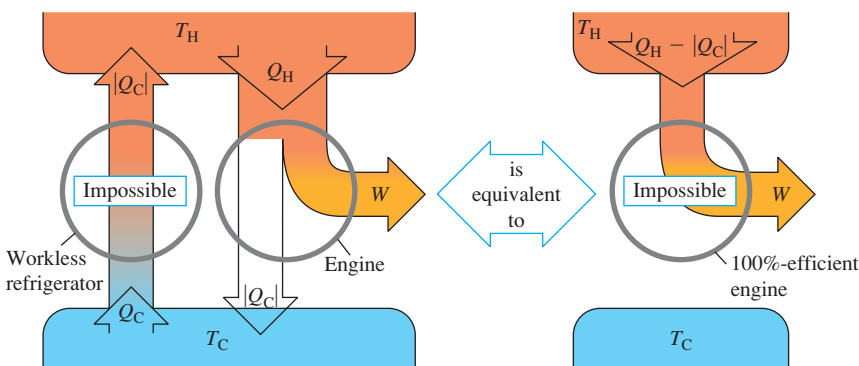 T_H
|Q_C|
Q_H
Impossible
W
Workless
refrigerator
Engine
Q_C
|Q_C|
T_C
is
equivalent
to
T_H
Q_H − |Q_C|
Impossible
W
100%-efficient
engine
T_C